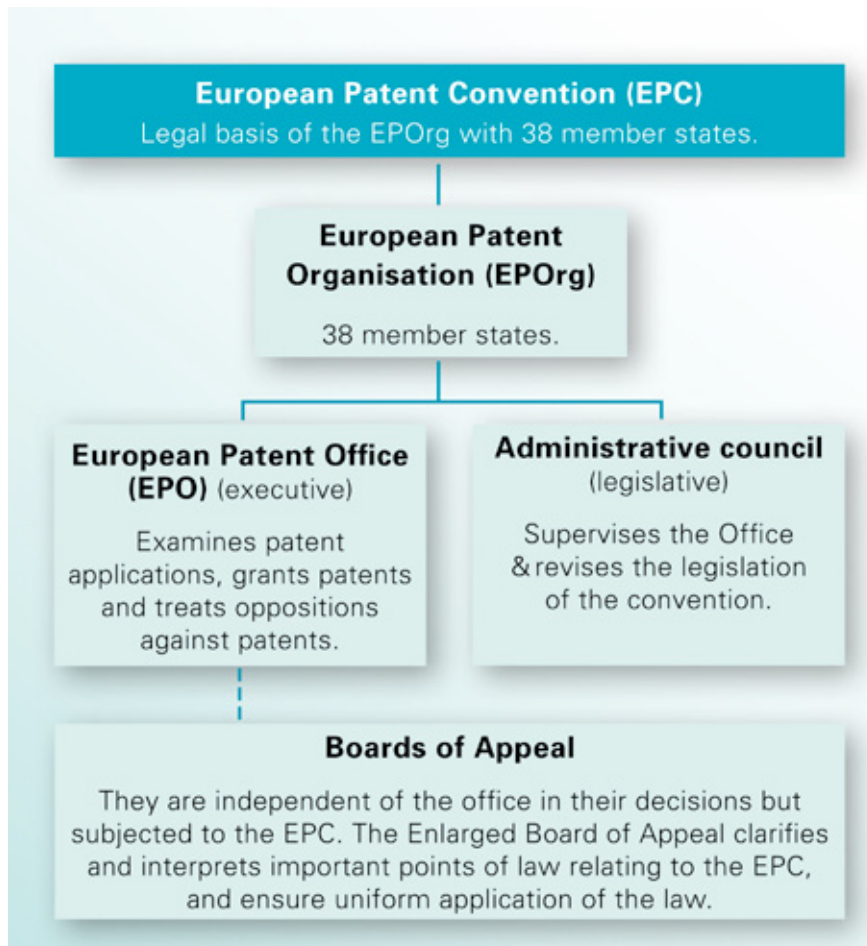 European Patent Convention (EPC)
Legal basis of the EPOrg with 38 member states.
European Patent
Organisation (EPOrg)
38 member states.
European Patent Office
(EPO) (executive)
Examines patent
applications, grants patents
and treats oppositions
against patents.
Administrative council
(legislative)
Supervises the Office
& revises the legislation
of the convention.
Boards of Appeal
They are independent of the office in their decisions but
subjected to the EPC. The Enlarged Board of Appeal clarifies
and interprets important points of law relating to the EPC,
and ensure uniform application of the law.